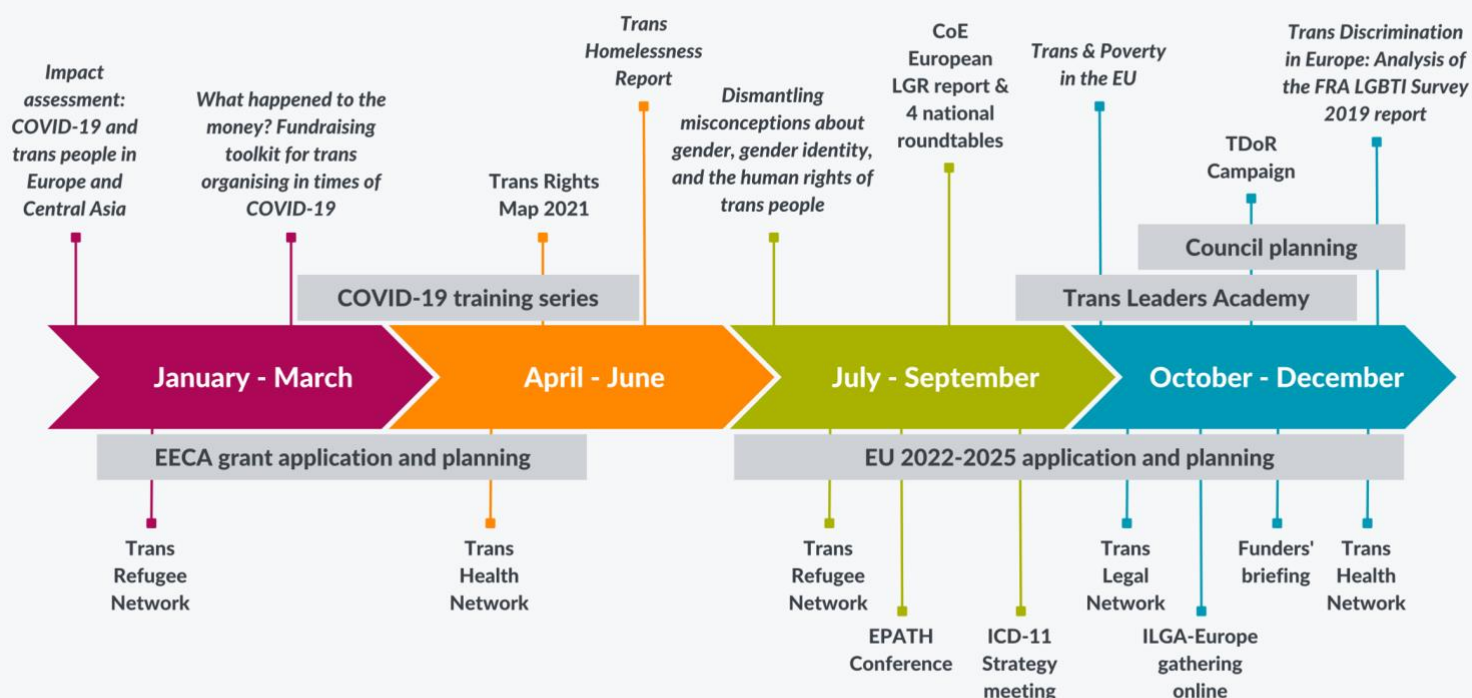 Impact
assessment:
COVID-19 and
trans people in
Europe and
Central Asia
What happened to the
money? Fundraising
toolkit for trans
organising in times of
COVID-19
Trans Rights
Map 2021
Trans
Homelessness
Report
Dismantling
misconceptions about
gender, gender identity,
and the human rights of
trans people
CoE
European
LGR report &
4 national
roundtables
Trans & Poverty
in the EU
TDoR
Campaign
Trans Discrimination
in Europe: Analysis of
the FRA LGBTI Survey
2019 report
Council planning
COVID-19 training series
Trans Leaders Academy
January - March
April - June
July - September
October - December
EECA grant application and planning
EU 2022-2025 application and planning
Trans
Refugee
Network
Trans
Health
Network
Trans
Refugee
Network
EPATH
Conference
ICD-11
Strategy
meeting
Trans
Legal
Network
ILGA-Europe
gathering
online
Funders'
briefing
Trans
Health
Network